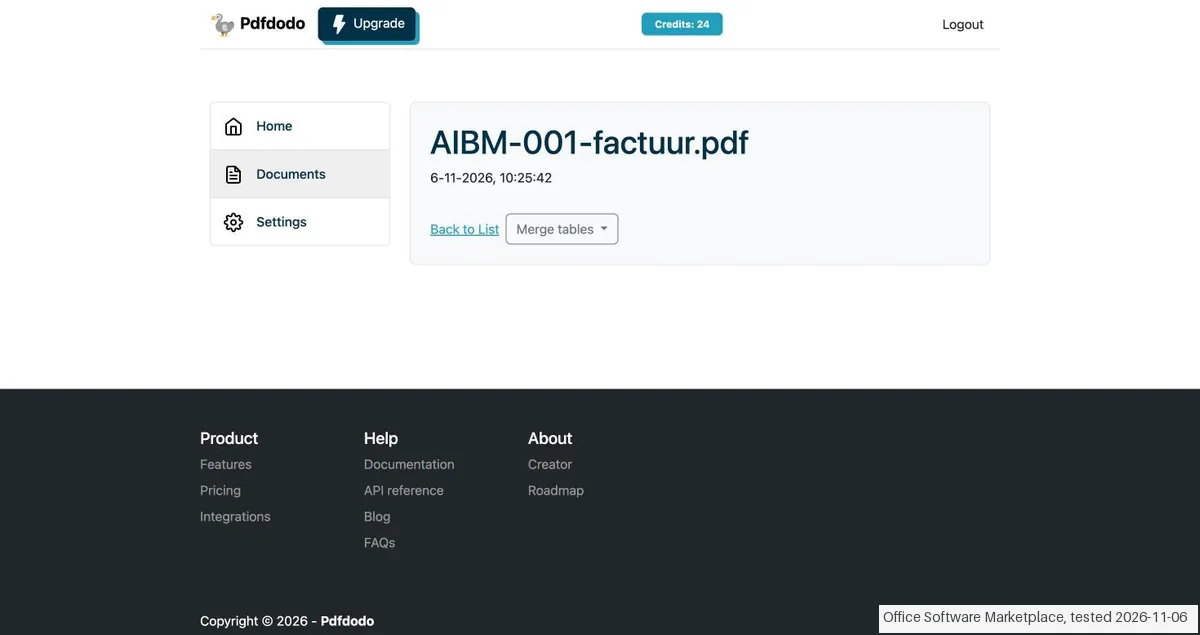 Pdfdodo Upgrade Credits: 24 Logout
Home
Documents
Settings
AIBM-001-factuur.pdf
6-11-2026, 10:25:42
Back to List Merge tables
Product
Features
Pricing
Integrations
Help
Documentation
API reference
Blog
FAQs
About
Creator
Roadmap
Copyright © 2026 - Pdfdodo
Office Software Marketplace, tested 2026-11-06